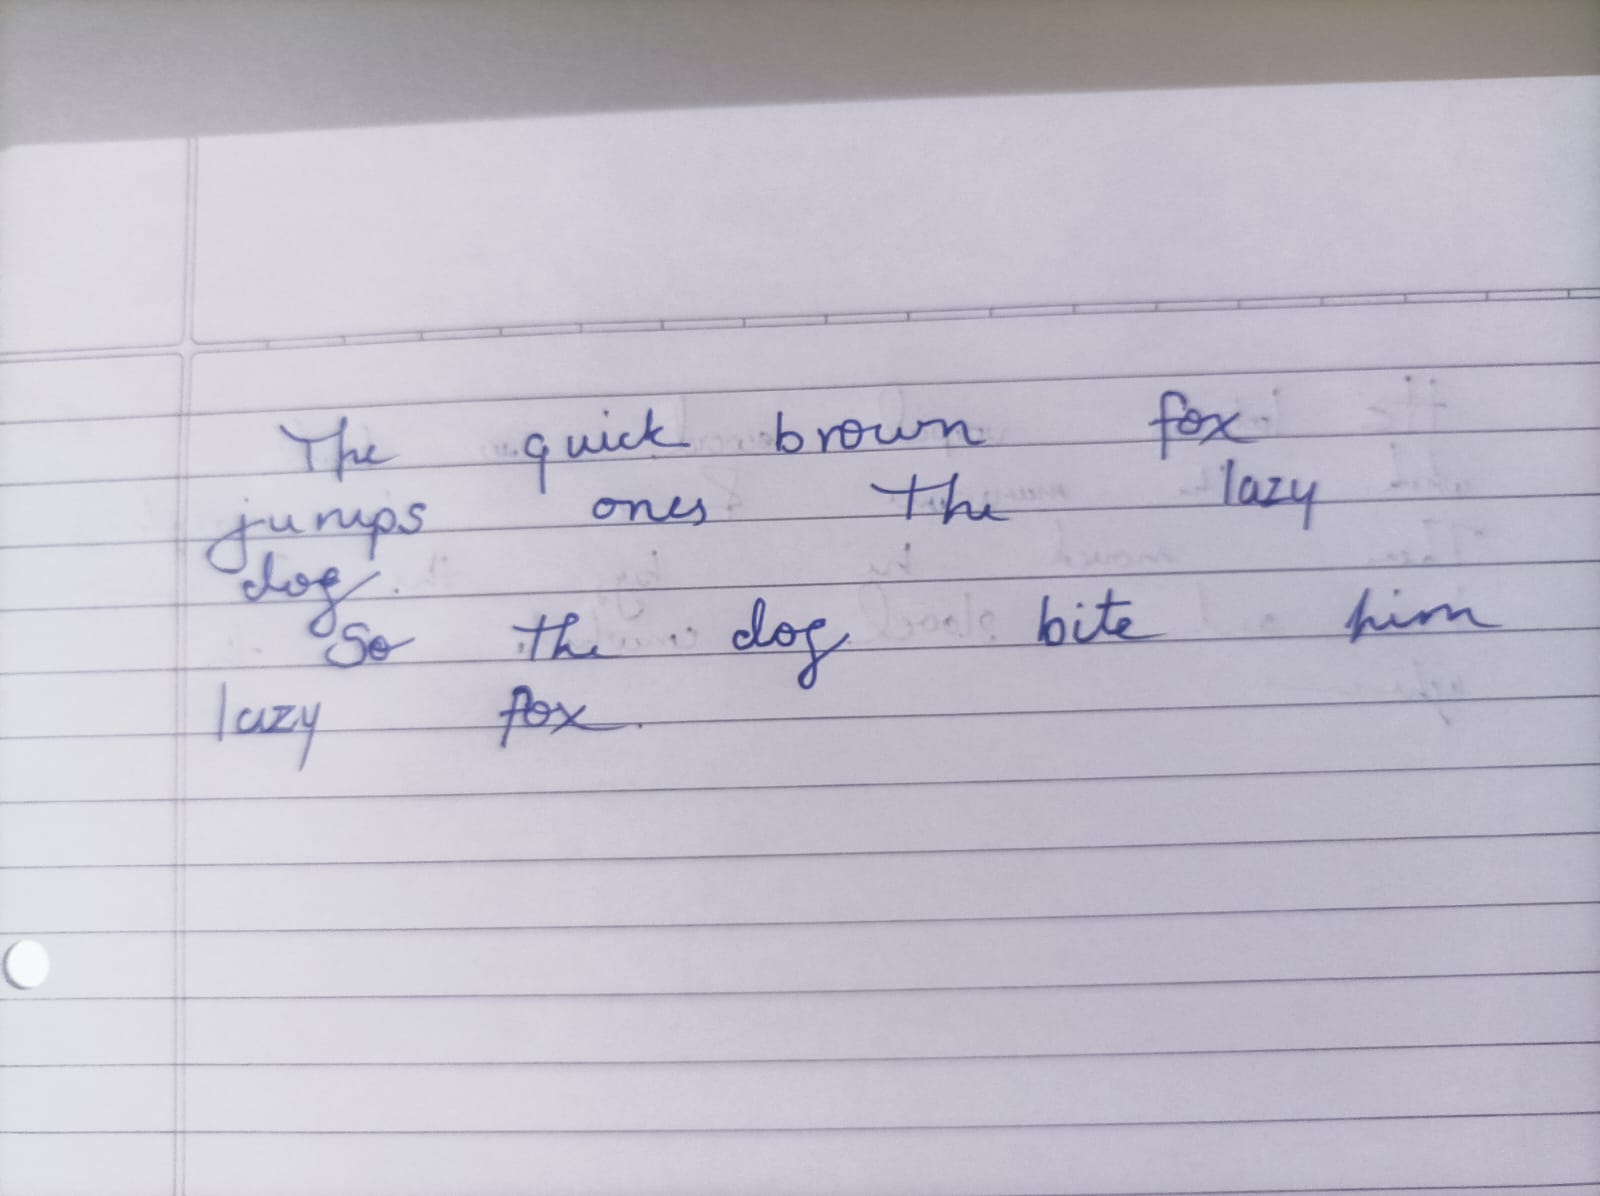 The quick brown fox
jumps ones the lazy
dog.
So the dog bite him
lazy fox.